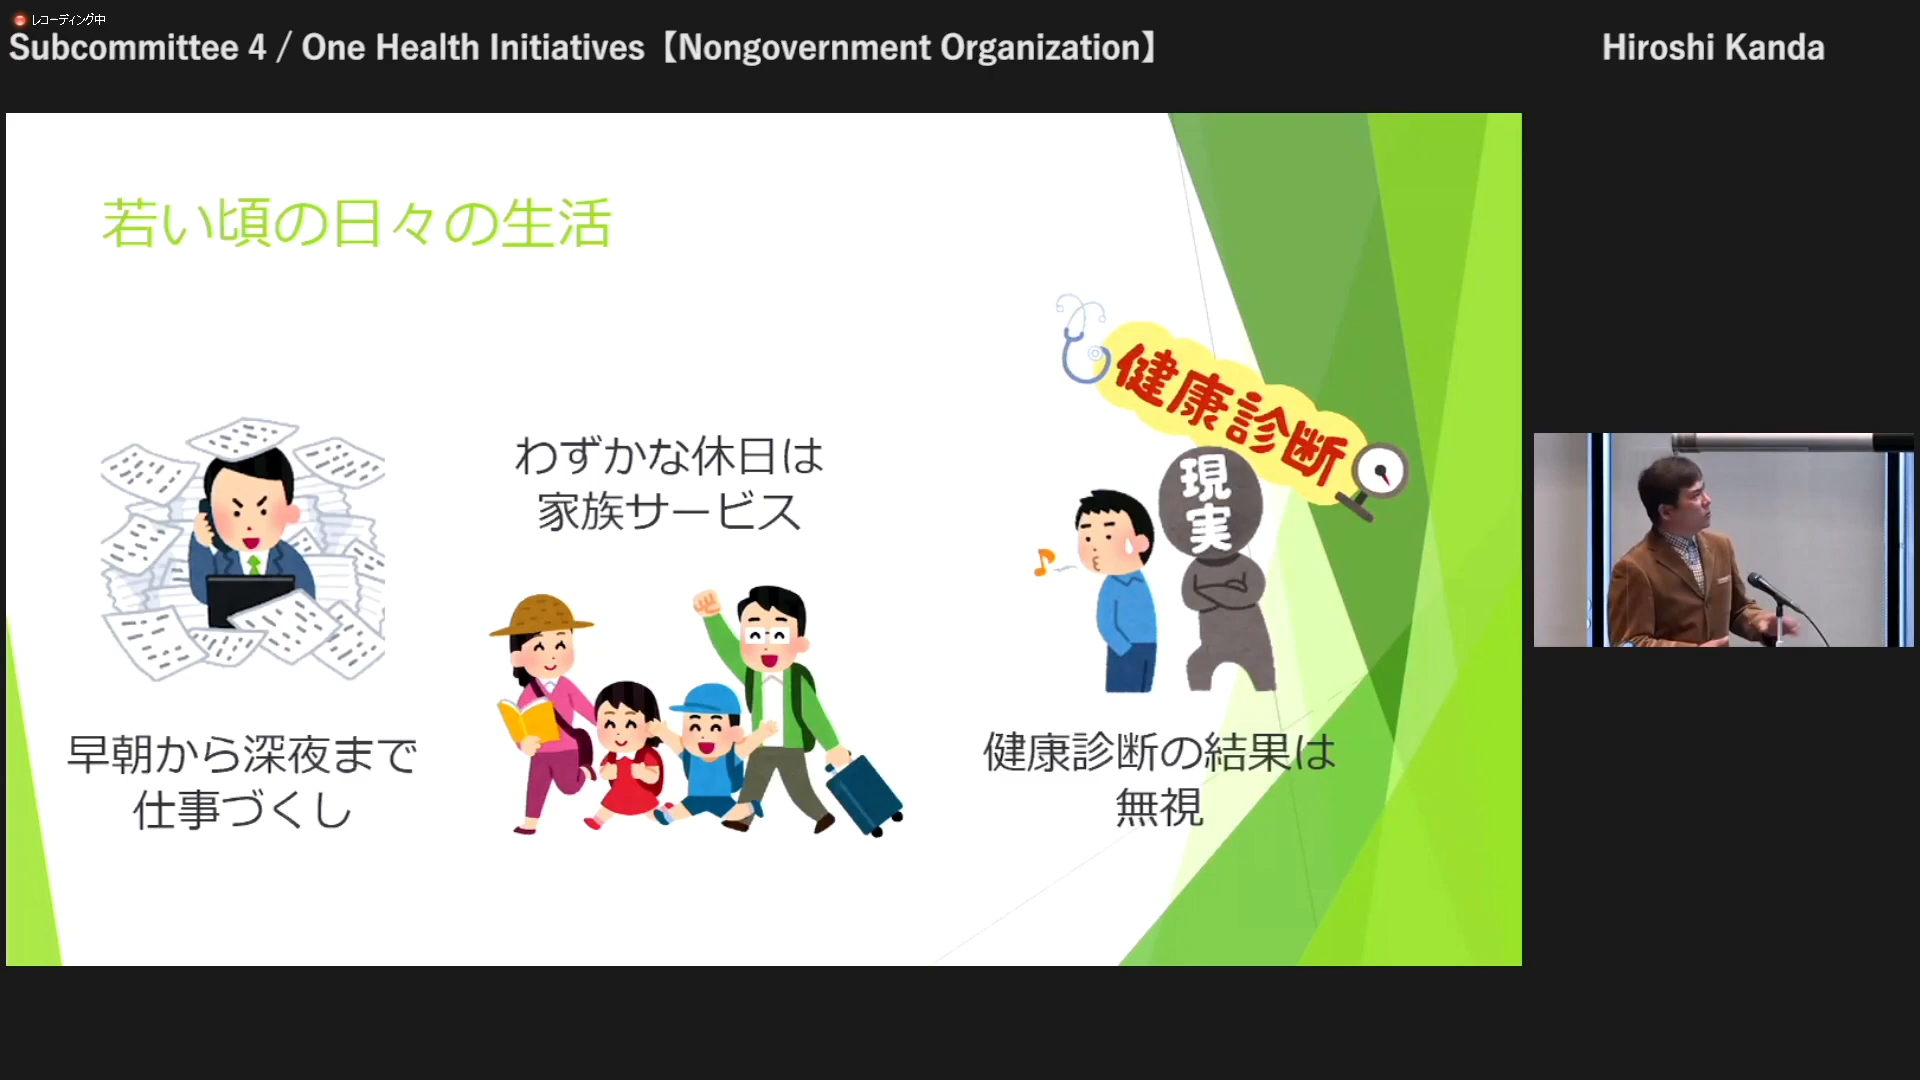 レコーディング中
Subcommittee 4 / One Health Initiatives【Nongovernment Organization】
Hiroshi Kanda
若い頃の日々の生活
早朝から深夜まで
仕事づくし
わずかな休日は
家族サービス
健康診断
現実
健康診断の結果は
無視